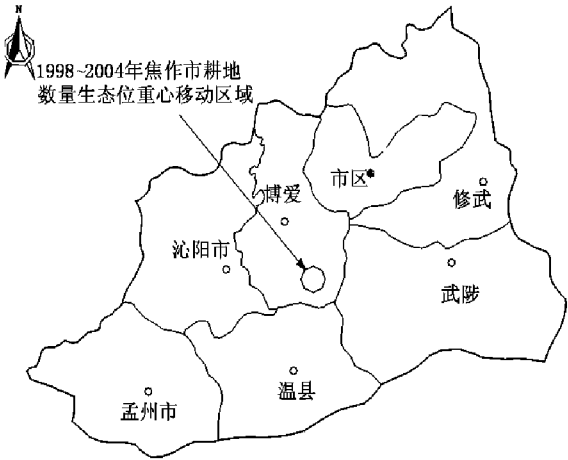 N
1998~2004年焦作市耕地
数量生态位重心移动区域
市区
修武
博爱
沁阳市
武陟
温县
孟州市